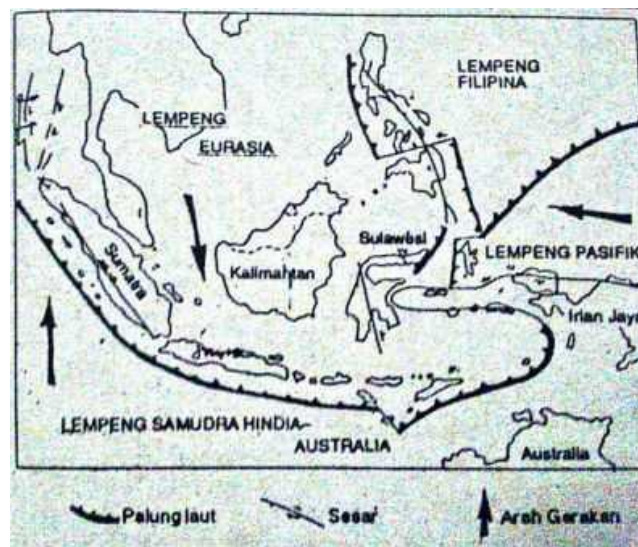 LEMPENG
FILIPINA
LEMPENG
EURASIA
Sulawesi
LEMPENG PASIFIK
Sumatra
Kalimantan
Irian Jaya
LEMPENG SAMUDRA HINDIA-
AUSTRALIA
Australia
Palung laut
Sesar
Arah Gerakan